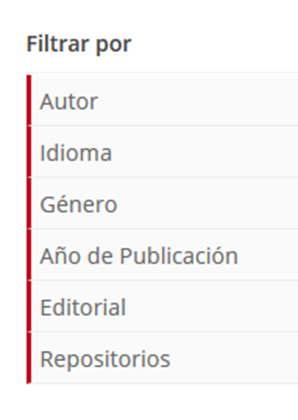 Filtrar por
Autor
Idioma
Género
Año de Publicación
Editorial
Repositorios